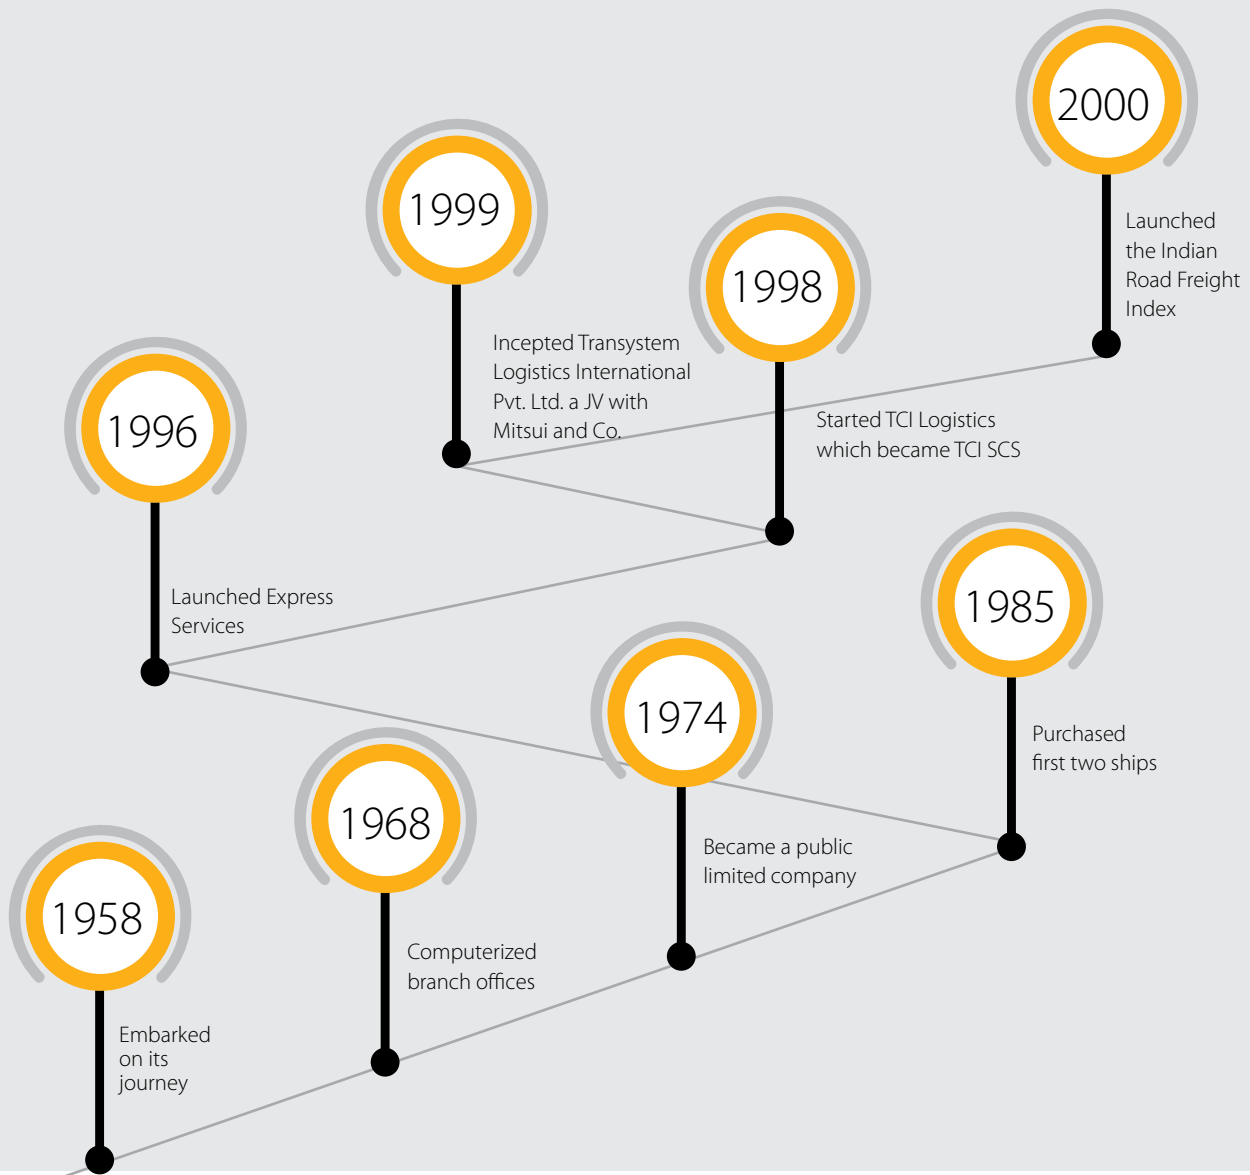 2000
Launched
the Indian
Road Freight
Index
1999
Incepted Transystem
Logistics International
Pvt. Ltd. a JV with
Mitsui and Co.
1998
Started TCI Logistics
which became TCI SCS
1996
Launched Express
Services
1985
Purchased
first two ships
1974
Became a public
limited company
1968
Computerized
branch offices
1958
Embarked
on its
journey